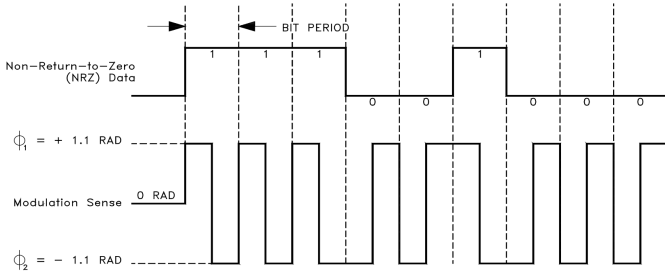 BIT PERIOD
Non-Return-to-Zero
(NRZ) Data
1 1 1 0 0 1 0 0 0
ϕ₁ = + 1.1 RAD
0 RAD
Modulation Sense
ϕ₂ = - 1.1 RAD